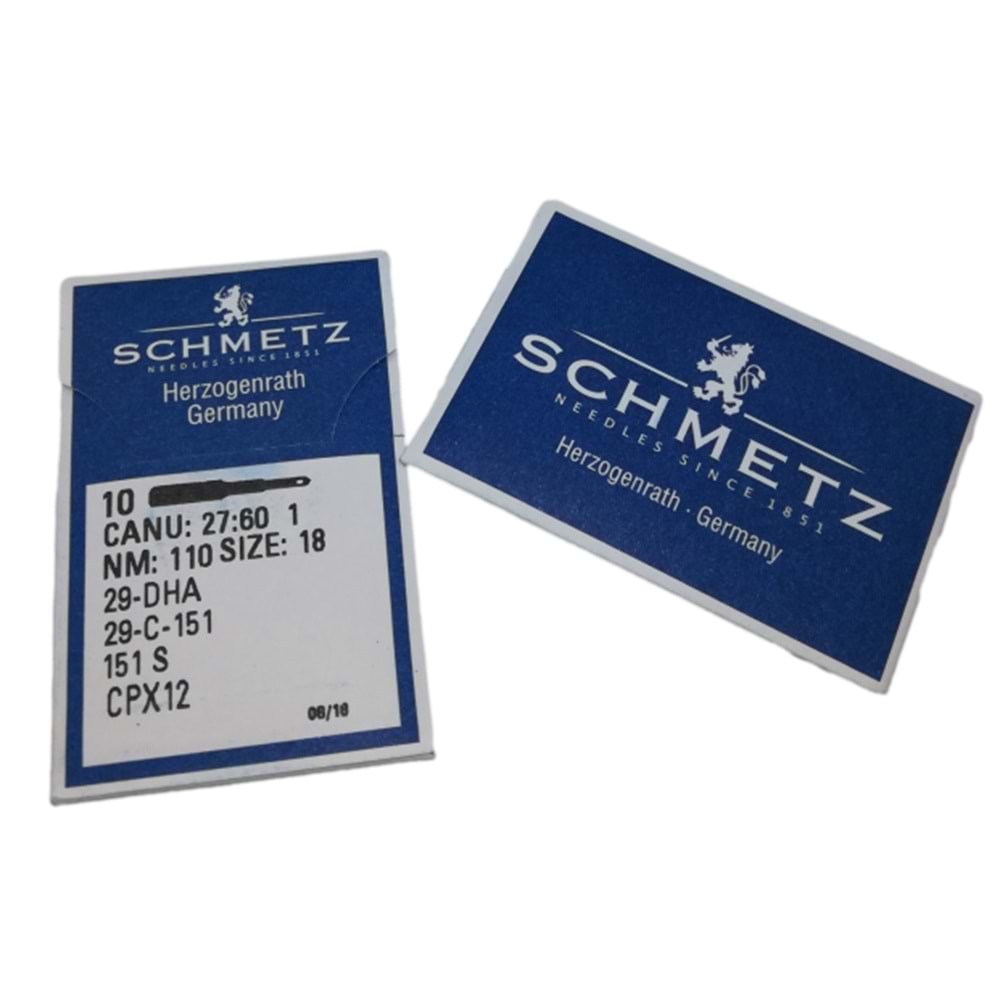 SCHMETZ
NEEDLES SINCE 1851
Herzogenrath
Germany
10
CANU: 27:60 1
NM: 110 SIZE: 18
29-DHA
29-C-151
151 S
CPX12
06/16
SCHMETZ
NEEDLES SINCE 1851
Herzogenrath · Germany